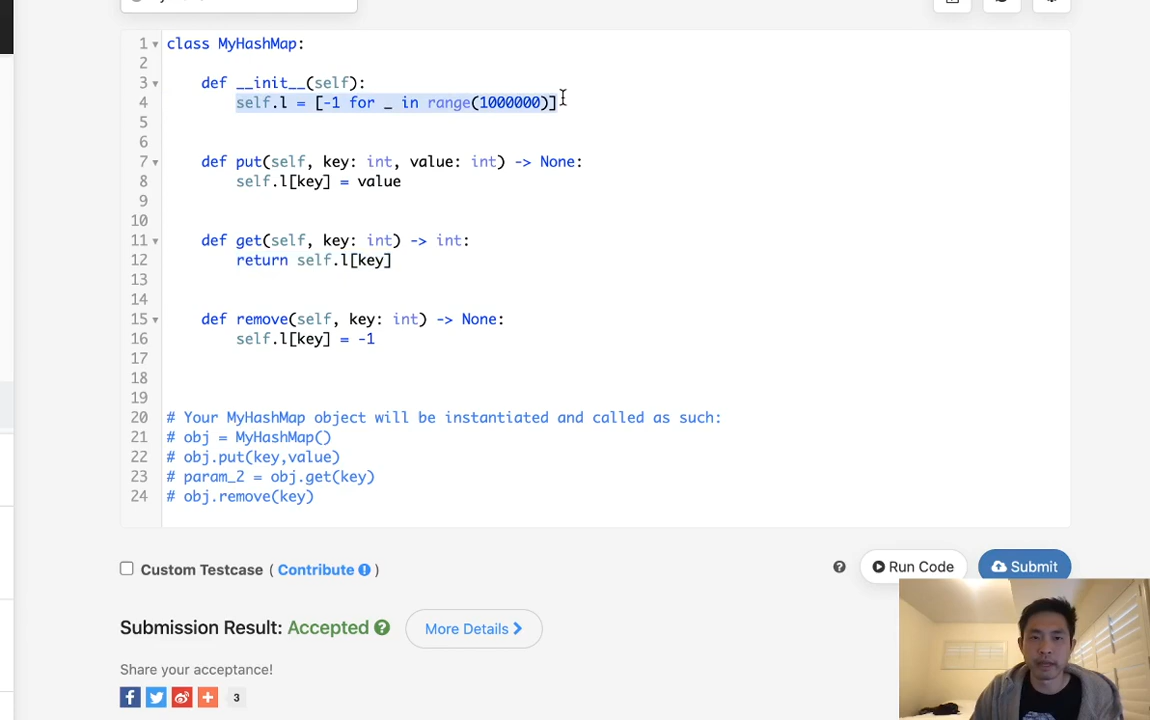 1 class MyHashMap:
2
3 def __init__(self):
4 self.l = [-1 for _ in range(1000000)]
5
6
7 def put(self, key: int, value: int) -> None:
8 self.l[key] = value
9
10
11 def get(self, key: int) -> int:
12 return self.l[key]
13
14
15 def remove(self, key: int) -> None:
16 self.l[key] = -1
17
18
19
20 # Your MyHashMap object will be instantiated and called as such:
21 # obj = MyHashMap()
22 # obj.put(key,value)
23 # param_2 = obj.get(key)
24 # obj.remove(key)
Custom Testcase ( Contribute ) Run Code Submit
Submission Result: Accepted More Details
Share your acceptance!
3